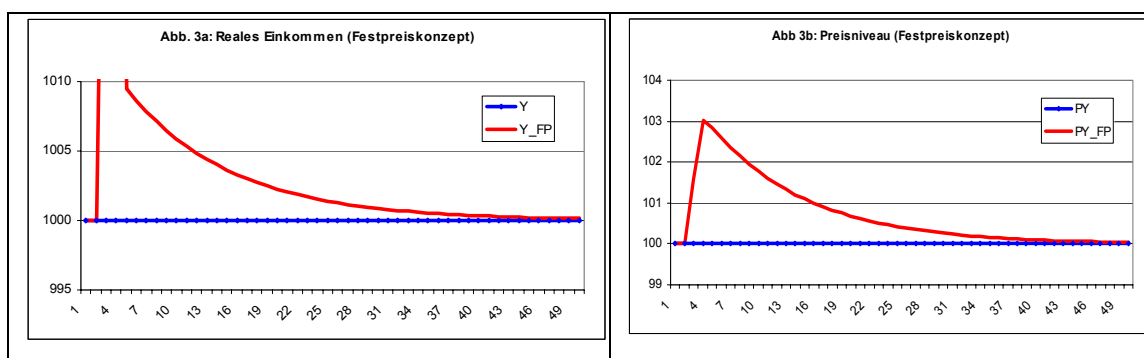 Abb. 3a: Reales Einkommen (Festpreiskonzept)
1010
1005
1000
995
Y
Y_FP
1 4 7 10 13 16 19 22 25 28 31 34 37 40 43 46 49
Abb 3b: Preisniveau (Festpreiskonzept)
104
103
102
101
100
99
PY
PY_FP
1 4 7 10 13 16 19 22 25 28 31 34 37 40 43 46 49